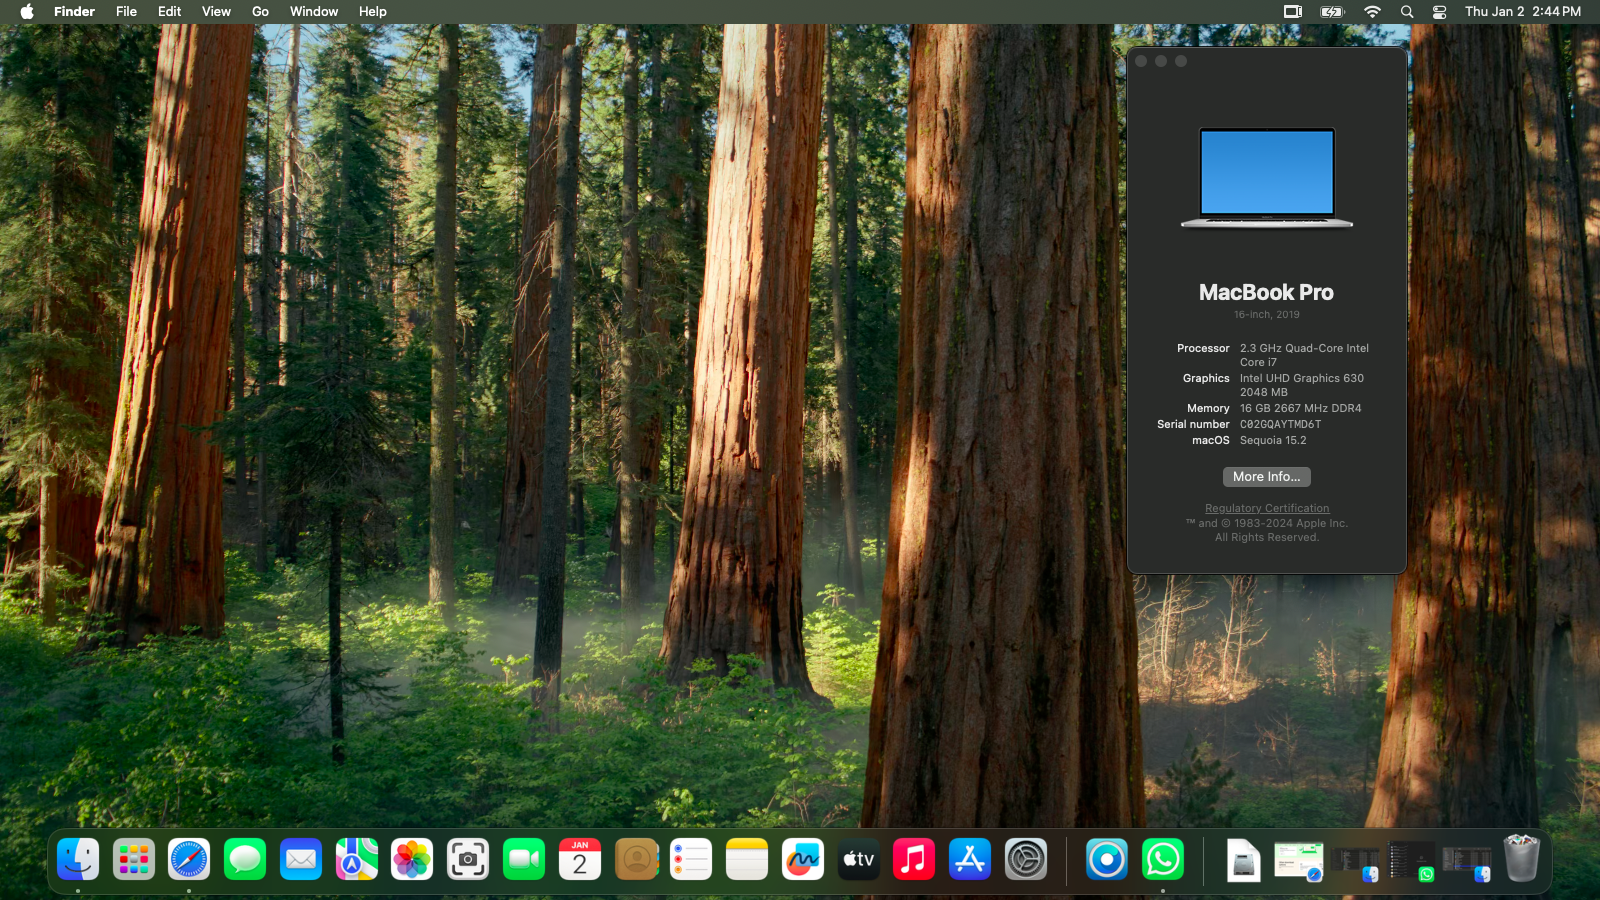 Finder File Edit View Go Window Help
Thu Jan 2 2:44 PM
MacBook Pro
16-inch, 2019
Processor 2.3 GHz Quad-Core Intel
Core i7
Graphics Intel UHD Graphics 630
2048 MB
Memory 16 GB 2667 MHz DDR4
Serial number C02GQAYTMD6T
macOS Sequoia 15.2
More Info...
Regulatory Certification
™ and © 1983-2024 Apple Inc.
All Rights Reserved.
JAN
2
tv